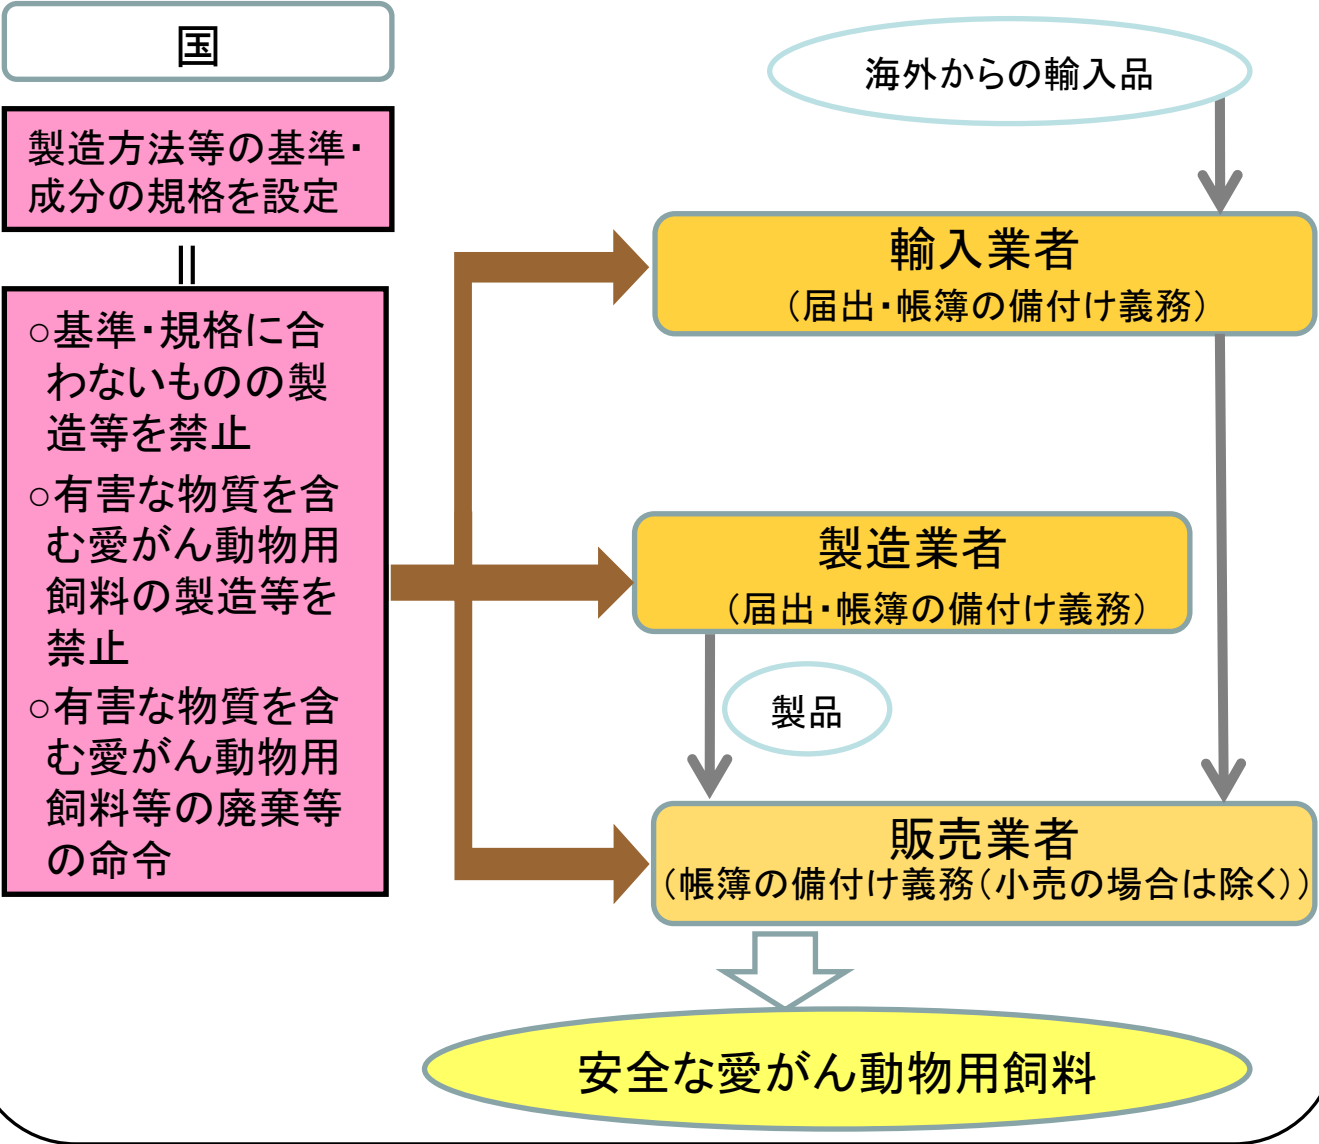 国
製造方法等の基準・
成分の規格を設定
＝
○基準・規格に合
わないものの製
造等を禁止
○有害な物質を含
む愛がん動物用
飼料の製造等を
禁止
○有害な物質を含
む愛がん動物用
飼料等の廃棄等
の命令
海外からの輸入品
輸入業者
（届出・帳簿の備付け義務）
製造業者
（届出・帳簿の備付け義務）
製品
販売業者
（帳簿の備付け義務（小売の場合は除く））
安全な愛がん動物用飼料